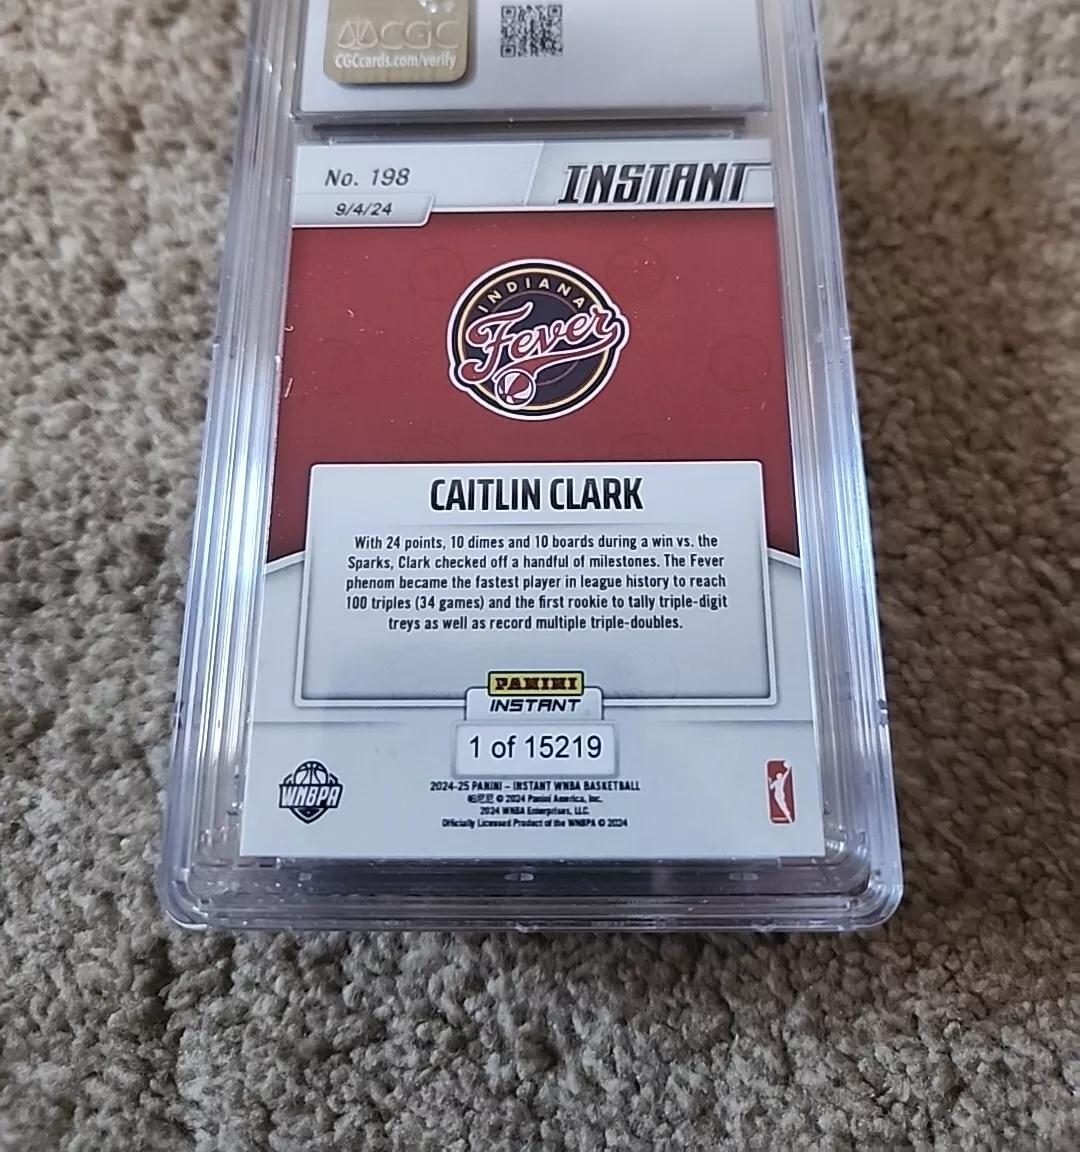 CGC
CGCcards.com/verify
No. 198
INSTANT
9/4/24
INDIANA
Fever
CAITLIN CLARK
With 24 points, 10 dimes and 10 boards during a win vs. the
Sparks, Clark checked off a handful of milestones. The Fever
phenom became the fastest player in league history to reach
100 triples (34 games) and the first rookie to tally triple-digit
treys as well as record multiple triple-doubles.
PANINI
INSTANT
1 of 15219
WNBPA
2024-25 PANINI – INSTANT WNBA BASKETBALL
帕尼尼 © 2024 Panini America, Inc.
2024 WNBA Enterprises, LLC.
Officially Licensed Product of the WNBPA © 2024